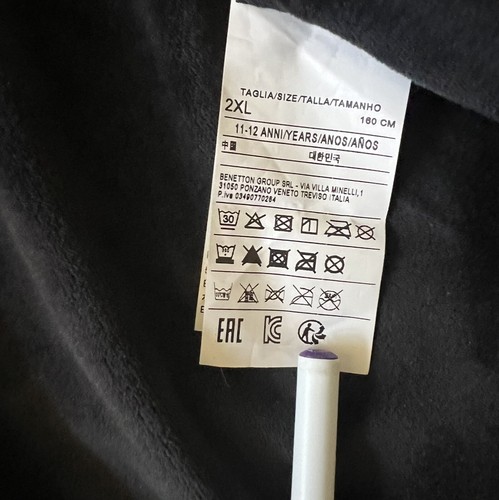 TAGLIA/SIZE/TALLA/TAMANHO
2XL
160 CM
11-12 ANNI/YEARS/ANOS/AÑOS
中国 대한민국
BENETTON GROUP SRL - VIA VILLA MINELLI,1
31050 PONZANO VENETO TREVISO ITALIA
P.iva 03490770264
30
EAC